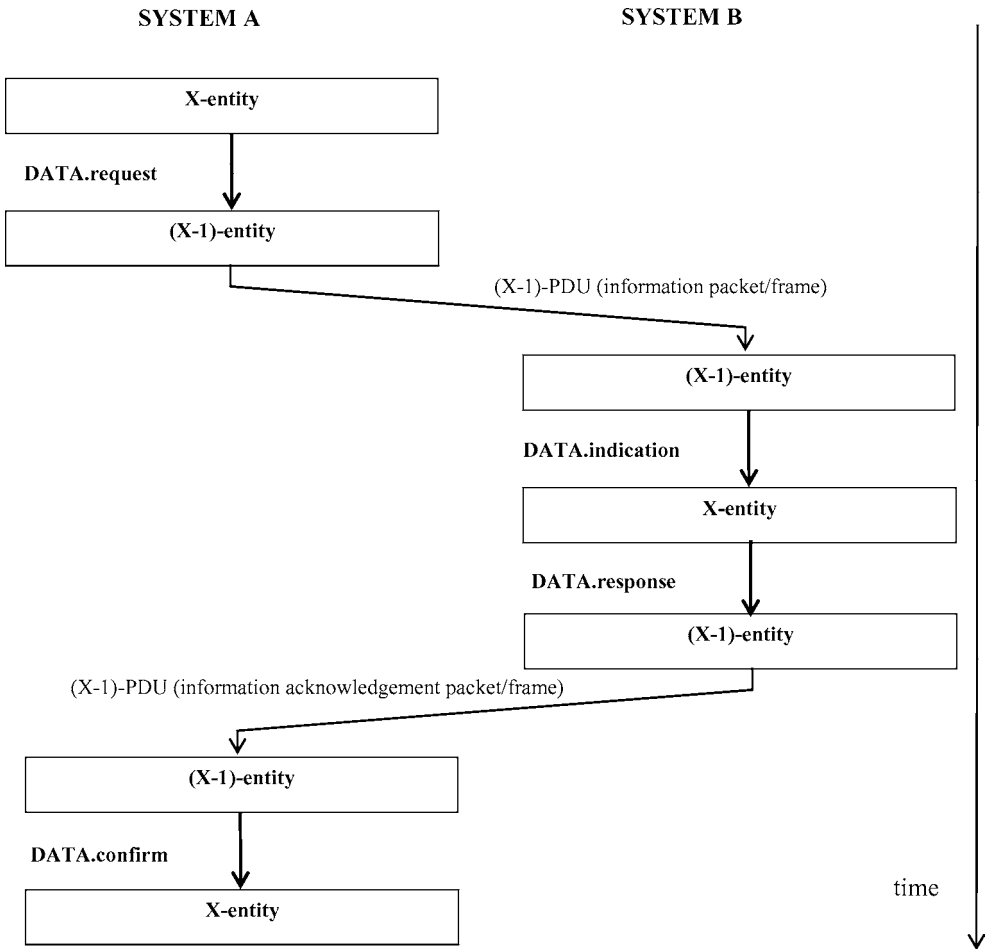 SYSTEM A
SYSTEM B
X-entity
DATA.request
(X-1)-entity
(X-1)-PDU (information packet/frame)
(X-1)-entity
DATA.indication
X-entity
DATA.response
(X-1)-entity
(X-1)-PDU (information acknowledgement packet/frame)
(X-1)-entity
DATA.confirm
time
X-entity